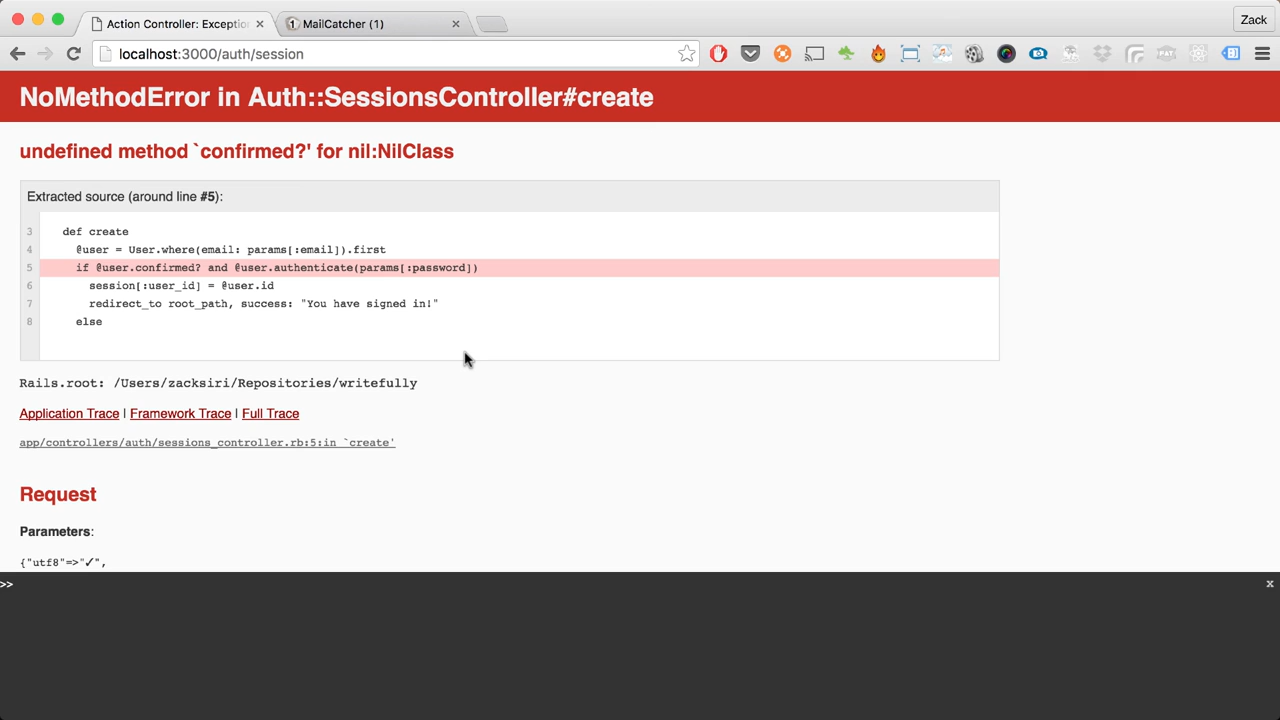 Action Controller: Exceptio
MailCatcher (1)
Zack
localhost:3000/auth/session
NoMethodError in Auth::SessionsController#create
undefined method `confirmed?' for nil:NilClass
Extracted source (around line #5):
3 def create
4 @user = User.where(email: params[:email]).first
5 if @user.confirmed? and @user.authenticate(params[:password])
6 session[:user_id] = @user.id
7 redirect_to root_path, success: "You have signed in!"
8 else
Rails.root: /Users/zacksiri/Repositories/writefully
Application Trace | Framework Trace | Full Trace
app/controllers/auth/sessions_controller.rb:5:in `create'
Request
Parameters:
{"utf8"=>"✓",
>> x